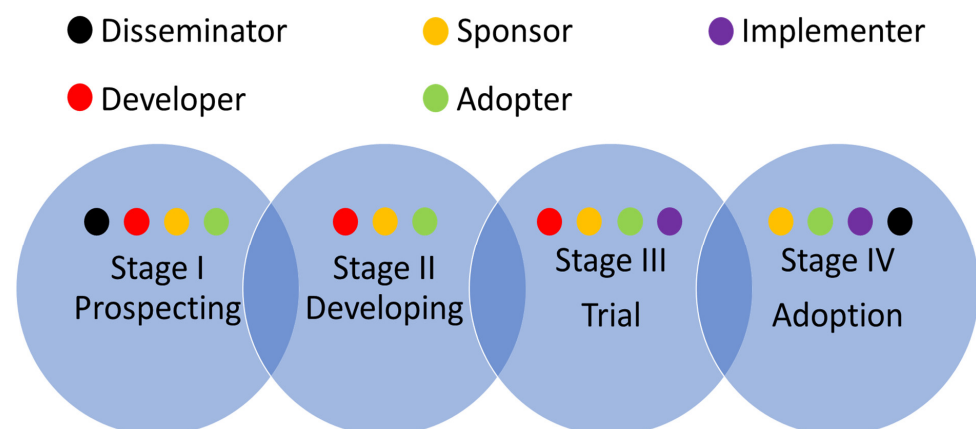 Disseminator
Sponsor
Implementer
Developer
Adopter
Stage I
Prospecting
Stage II
Developing
Stage III
Trial
Stage IV
Adoption